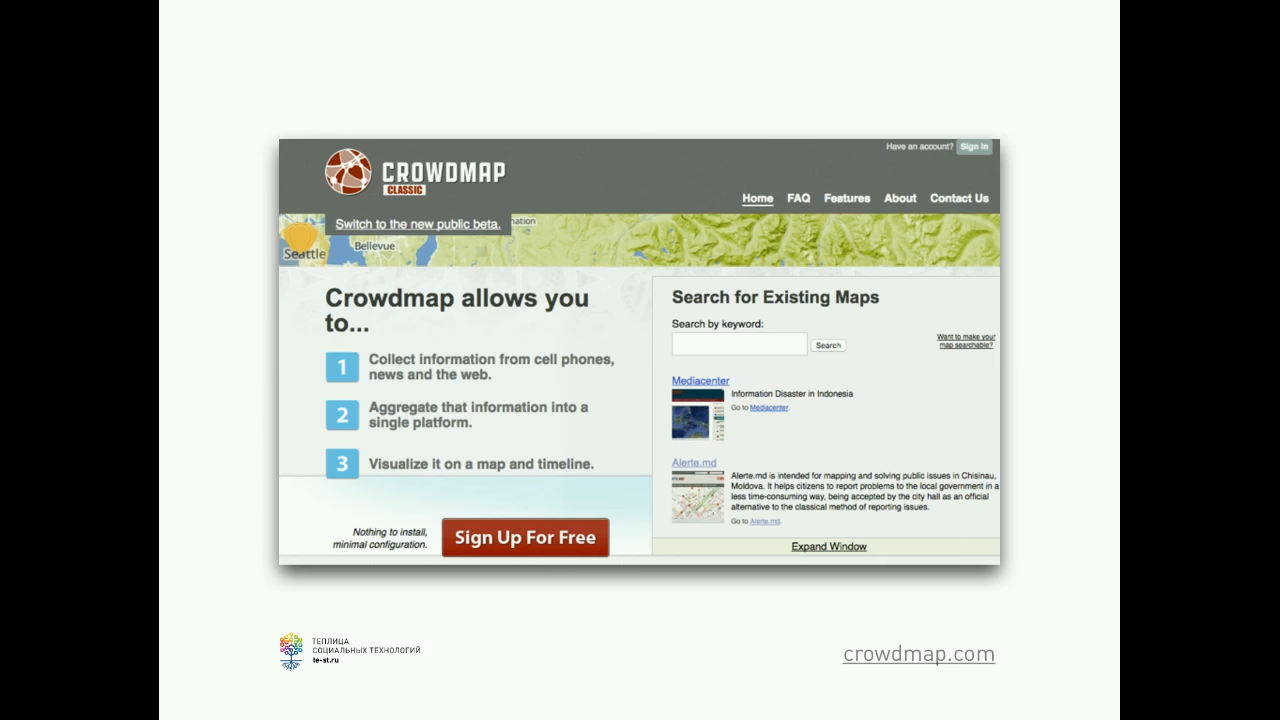 Have an account? Sign In
CROWDMAP
CLASSIC
Home FAQ Features About Contact Us
Switch to the new public beta.
Seattle
Bellevue
Crowdmap allows you
to...
1 Collect information from cell phones,
news and the web.
2 Aggregate that information into a
single platform.
3 Visualize it on a map and timeline.
Nothing to install,
minimal configuration.
Sign Up For Free
Search for Existing Maps
Search by keyword:
Search
Want to make your
map searchable?
Mediacenter
Information Disaster in Indonesia
Go to Mediacenter.
Alerte.md
Alerte.md is intended for mapping and solving public issues in Chisinau,
Moldova. It helps citizens to report problems to the local government in a
less time-consuming way, being accepted by the city hall as an official
alternative to the classical method of reporting issues.
Go to Alerte.md.
Expand Window
ТЕПЛИЦА
СОЦИАЛЬНЫХ ТЕХНОЛОГИЙ
te-st.ru
crowdmap.com